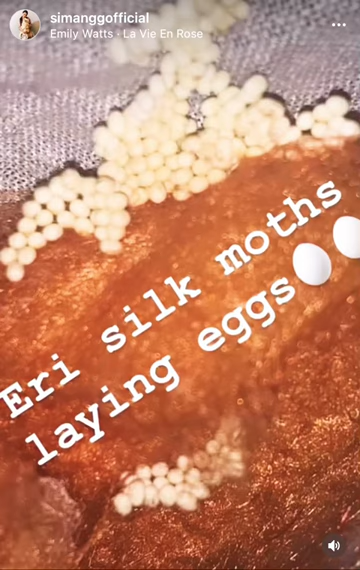 simanggofficial
Emily Watts · La Vie En Rose
Eri silk moths
laying eggs🥚🥚